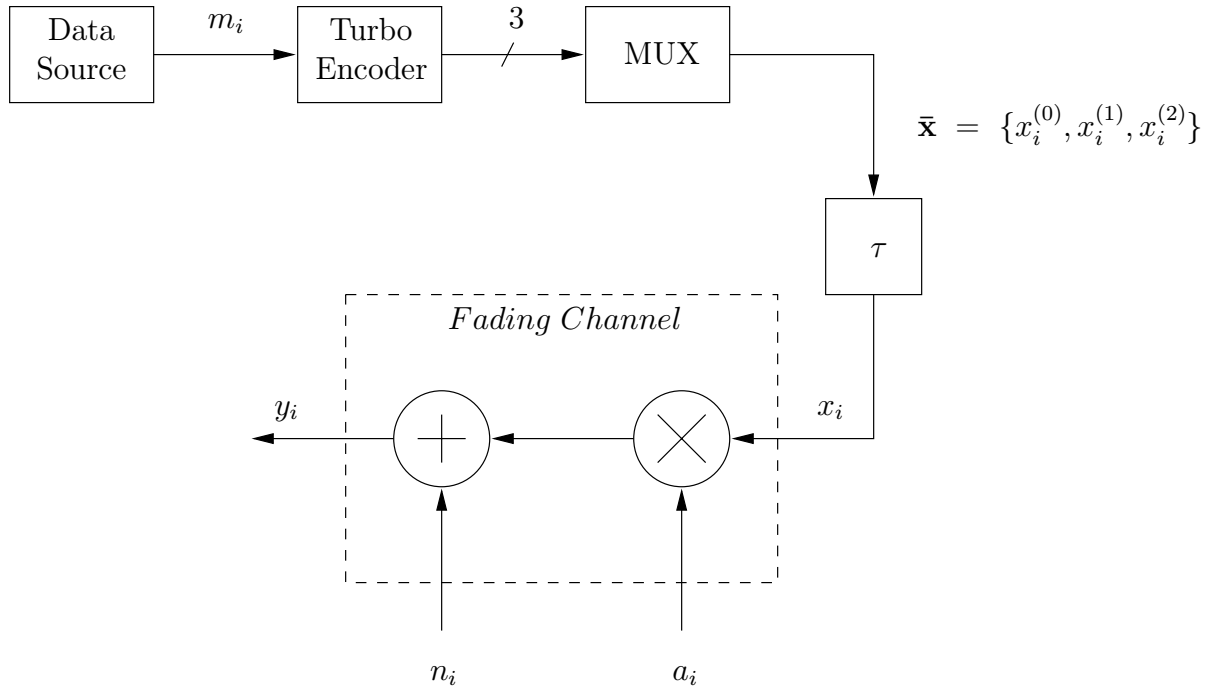 Data
Source
m_i
Turbo
Encoder
3
MUX
x̄ = {x_i^{(0)}, x_i^{(1)}, x_i^{(2)}}
τ
Fading Channel
y_i
x_i
n_i
a_i